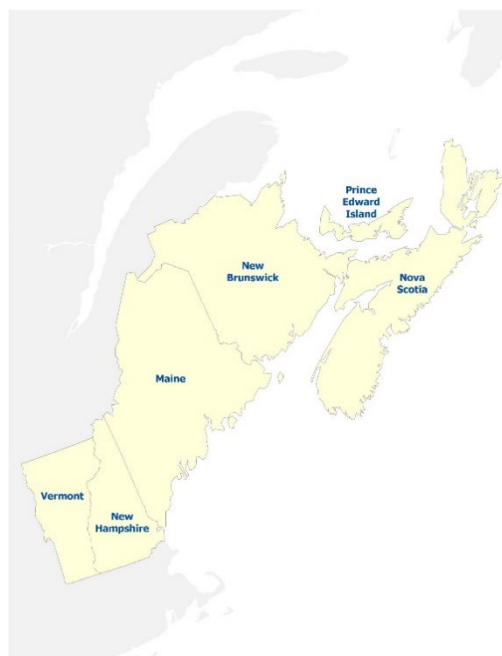 Prince
Edward
Island
New
Brunswick
Nova
Scotia
Maine
Vermont
New
Hampshire